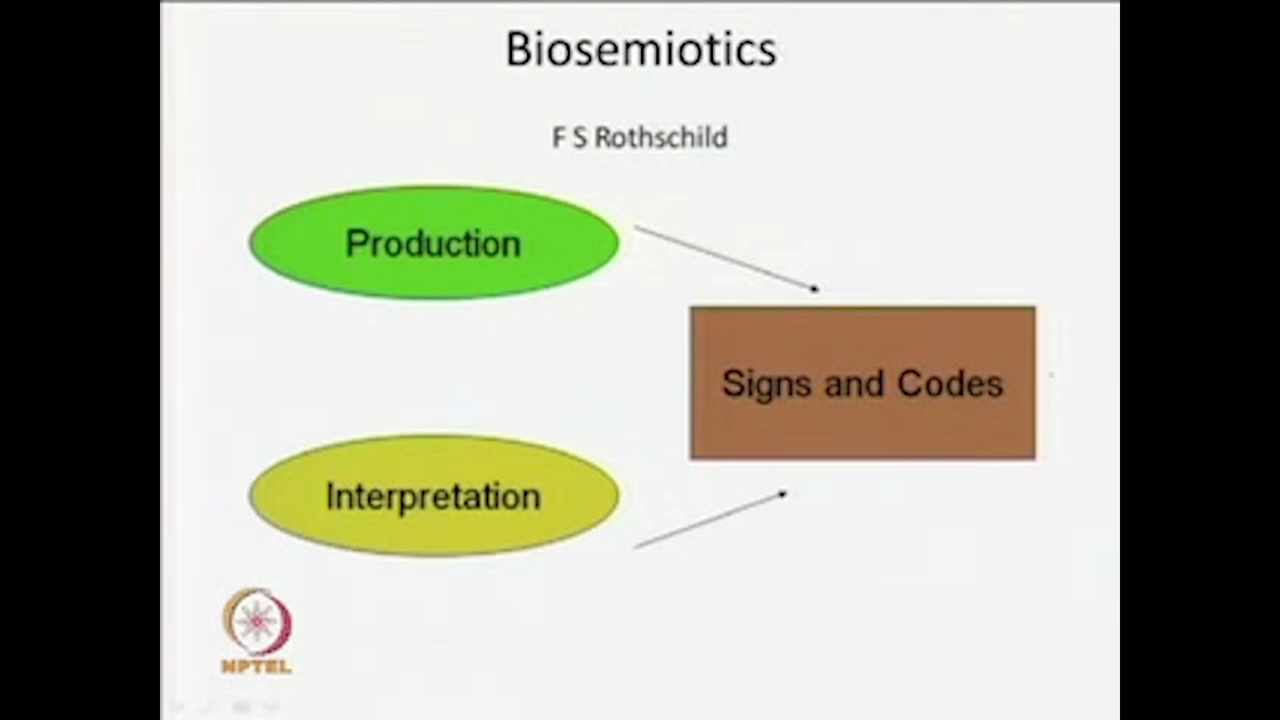 Biosemiotics
F S Rothschild
Production
Signs and Codes
Interpretation
NPTEL